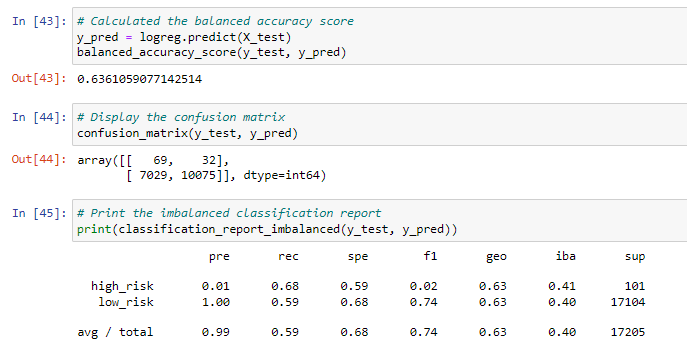 In [43]: # Calculated the balanced accuracy score
y_pred = logreg.predict(X_test)
balanced_accuracy_score(y_test, y_pred)
Out[43]: 0.6361059077142514
In [44]: # Display the confusion matrix
confusion_matrix(y_test, y_pred)
Out[44]: array([[   69,    32],
       [ 7029, 10075]], dtype=int64)
In [45]: # Print the imbalanced classification report
print(classification_report_imbalanced(y_test, y_pred))
pre rec spe f1 geo iba sup
high_risk 0.01 0.68 0.59 0.02 0.63 0.41 101
low_risk 1.00 0.59 0.68 0.74 0.63 0.40 17104
avg / total 0.99 0.59 0.68 0.74 0.63 0.40 17205